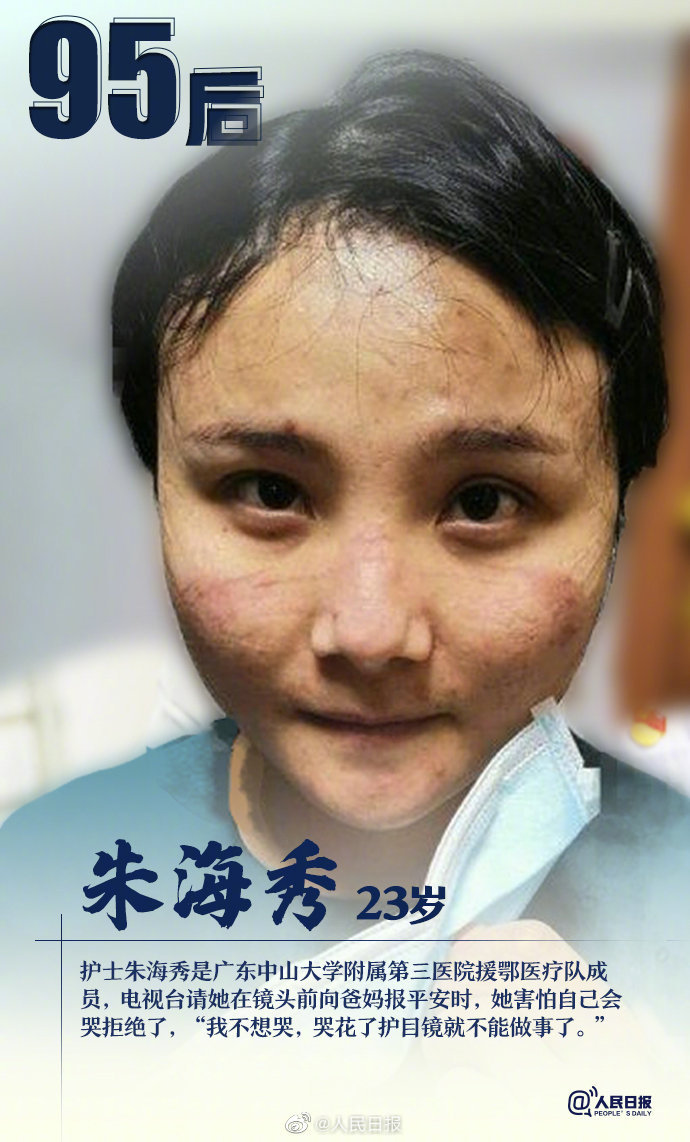 95后
朱海秀 23岁
护士朱海秀是广东中山大学附属第三医院援鄂医疗队成
员，电视台请她在镜头前向爸妈报平安时，她害怕自己会
哭拒绝了，“我不想哭，哭花了护目镜就不能做事了。”
@人民日报
PEOPLE'S DAILY
@人民日报